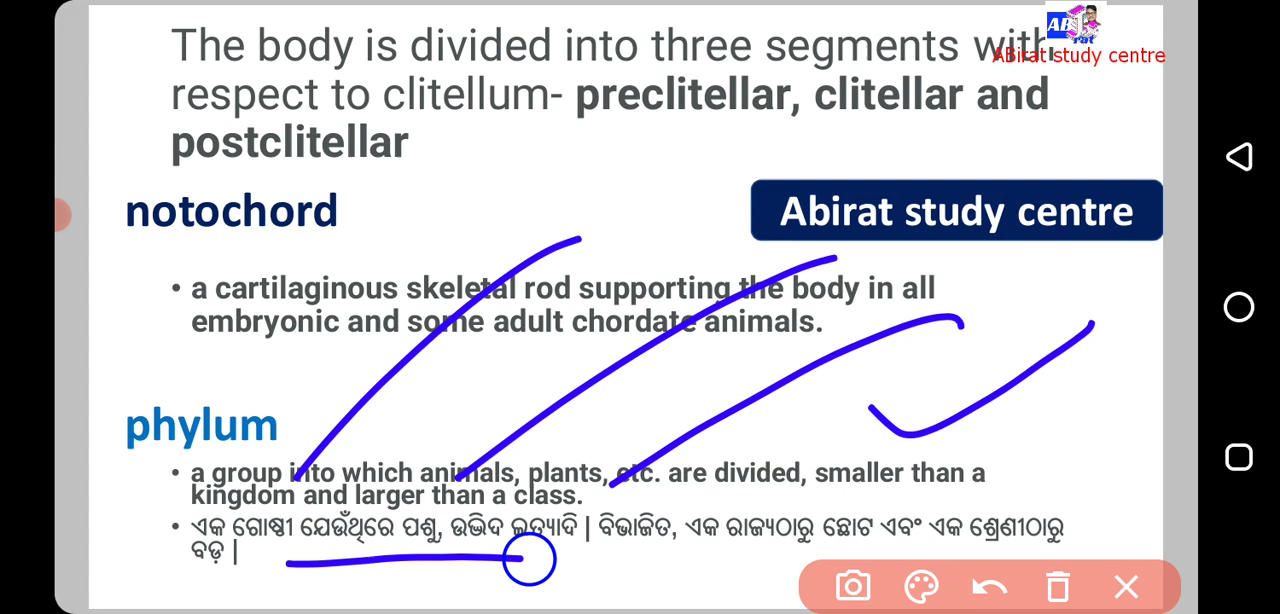 The body is divided into three segments with
respect to clitellum- preclitellar, clitellar and
postclitellar
AB
rat
ABirat study centre
notochord
Abirat study centre
• a cartilaginous skeletal rod supporting the body in all
embryonic and some adult chordate animals.
phylum
• a group into which animals, plants, etc. are divided, smaller than a
kingdom and larger than a class.
• ଏକ ଗୋଷ୍ଠୀ ଯେଉଁଥିରେ ପଶୁ, ଉଦ୍ଭିଦ ଇତ୍ୟାଦି | ବିଭାଜିତ, ଏକ ରାଜ୍ୟଠାରୁ ଛୋଟ ଏବଂ ଏକ ଶ୍ରେଣୀଠାରୁ
ବଡ଼ |